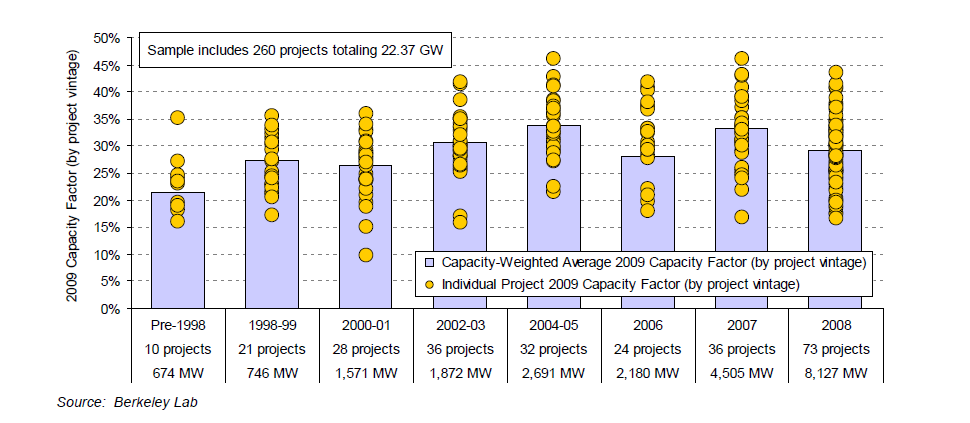 2009 Capacity Factor (by project vintage)
50%
45%
40%
35%
30%
25%
20%
15%
10%
5%
0%
Sample includes 260 projects totaling 22.37 GW
Capacity-Weighted Average 2009 Capacity Factor (by project vintage)
Individual Project 2009 Capacity Factor (by project vintage)
Pre-1998 1998-99 2000-01 2002-03 2004-05 2006 2007 2008
10 projects 21 projects 28 projects 36 projects 32 projects 24 projects 36 projects 73 projects
674 MW 746 MW 1,571 MW 1,872 MW 2,691 MW 2,180 MW 4,505 MW 8,127 MW
Source: Berkeley Lab